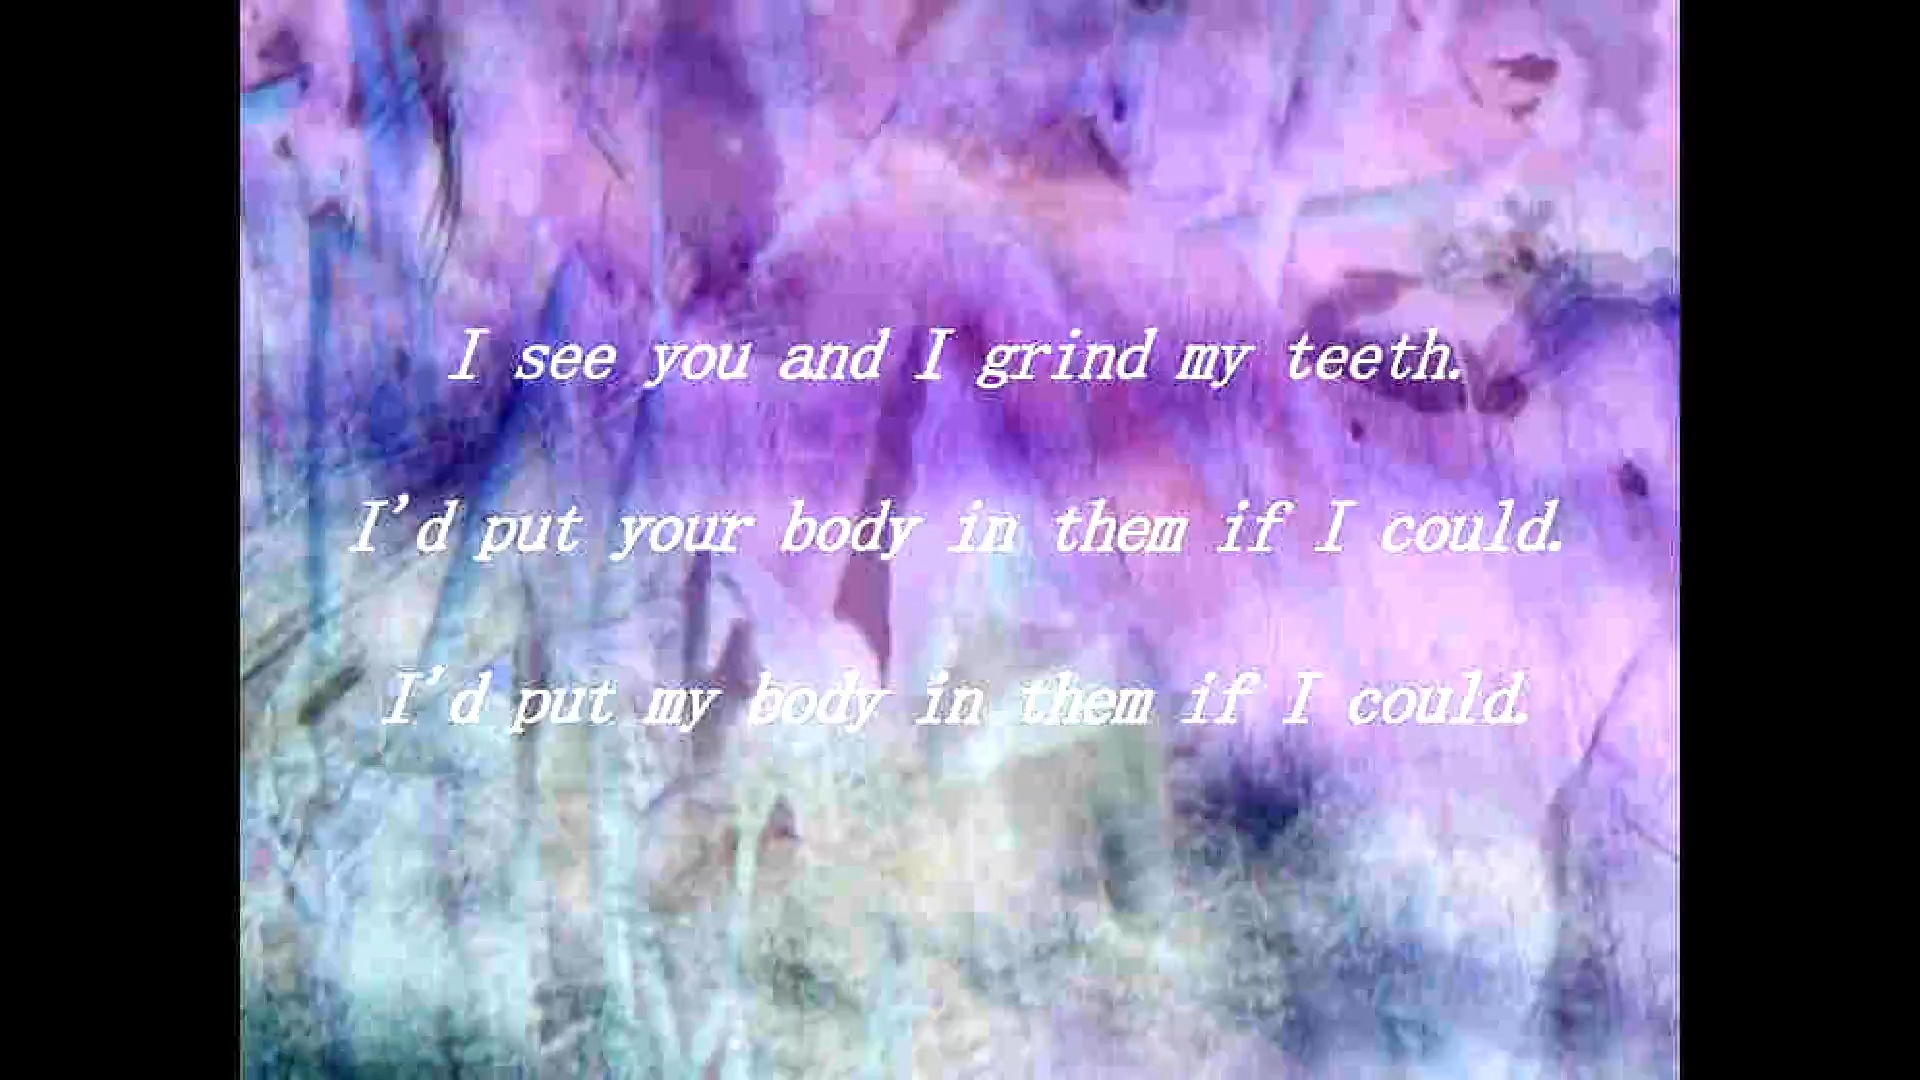 I see you and I grind my teeth.
I'd put your body in them if I could.
I'd put my body in them if I could.